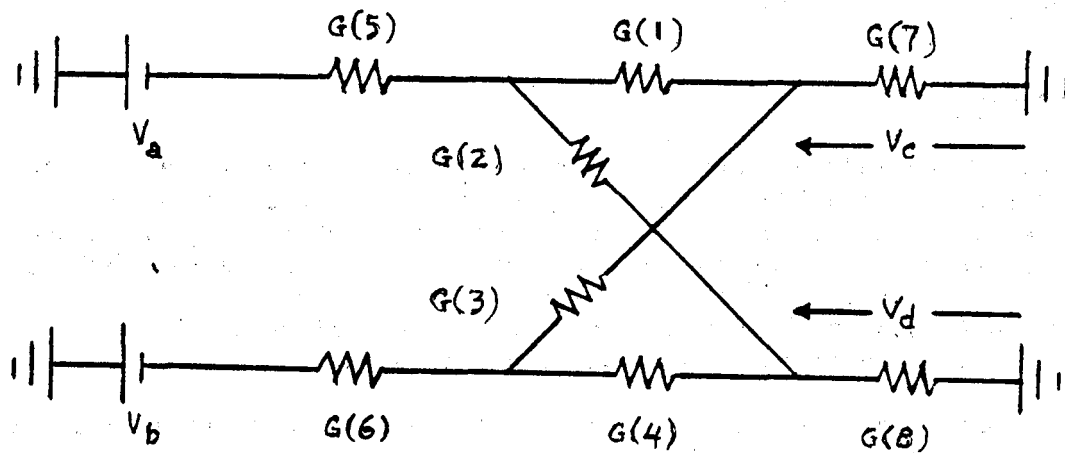 G(5) G(1) G(7)
Va
Vc
G(2)
G(3)
Vd
Vb
G(6) G(4) G(8)